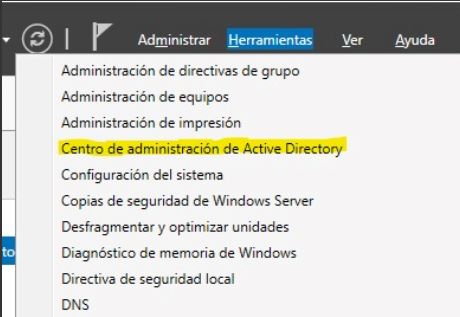 Administrar Herramientas Ver Ayuda
Administración de directivas de grupo
Administración de equipos
Administración de impresión
Centro de administración de Active Directory
Configuración del sistema
Copias de seguridad de Windows Server
Desfragmentar y optimizar unidades
to
Diagnóstico de memoria de Windows
Directiva de seguridad local
DNS